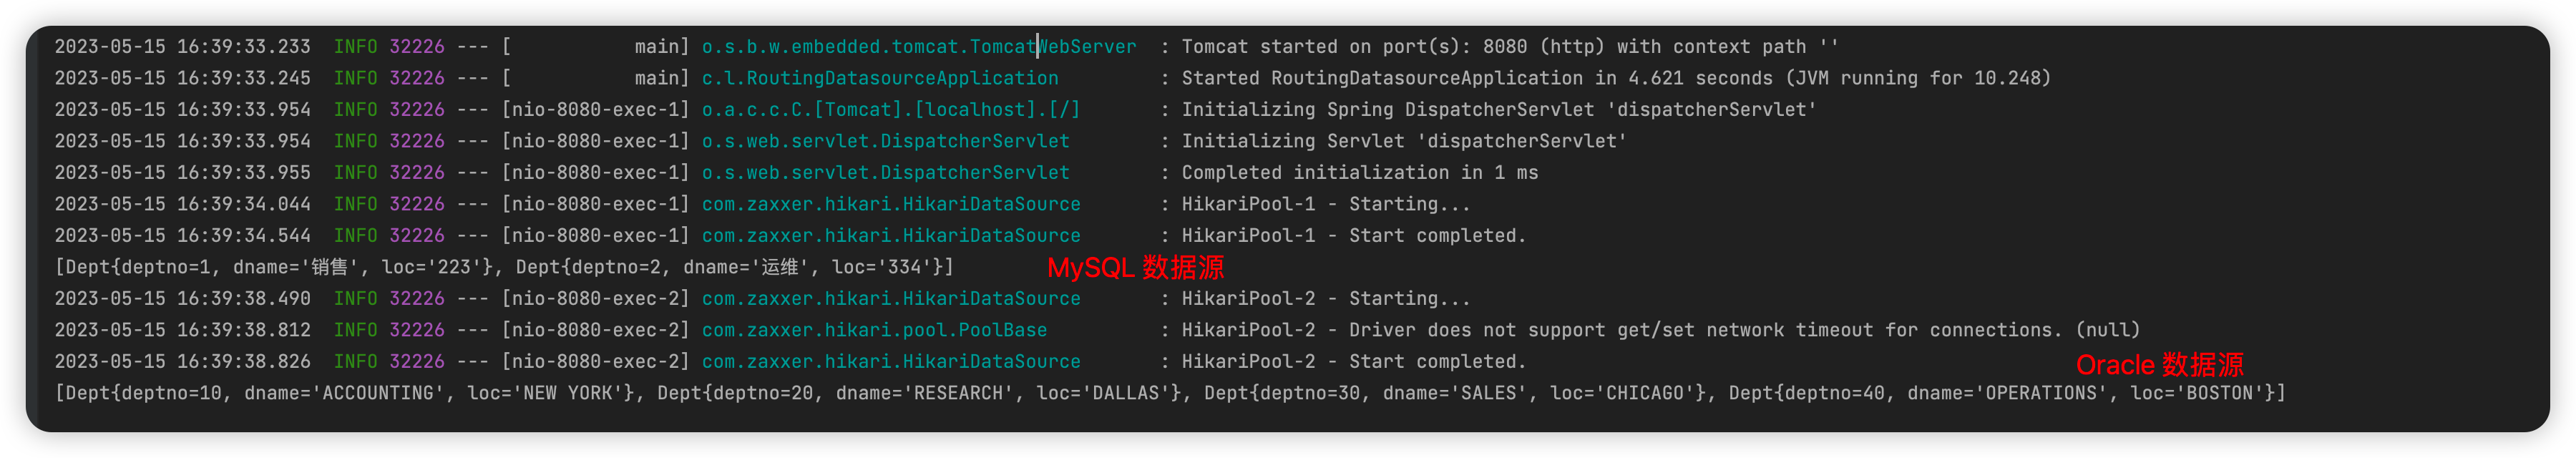 2023-05-15 16:39:33.233  INFO 32226 --- [           main] o.s.b.w.embedded.tomcat.TomcatWebServer  : Tomcat started on port(s): 8080 (http) with context path ''
2023-05-15 16:39:33.245  INFO 32226 --- [           main] c.l.RoutingDatasourceApplication         : Started RoutingDatasourceApplication in 4.621 seconds (JVM running for 10.248)
2023-05-15 16:39:33.954  INFO 32226 --- [nio-8080-exec-1] o.a.c.c.C.[Tomcat].[localhost].[/]       : Initializing Spring DispatcherServlet 'dispatcherServlet'
2023-05-15 16:39:33.954  INFO 32226 --- [nio-8080-exec-1] o.s.web.servlet.DispatcherServlet        : Initializing Servlet 'dispatcherServlet'
2023-05-15 16:39:33.955  INFO 32226 --- [nio-8080-exec-1] o.s.web.servlet.DispatcherServlet        : Completed initialization in 1 ms
2023-05-15 16:39:34.044  INFO 32226 --- [nio-8080-exec-1] com.zaxxer.hikari.HikariDataSource       : HikariPool-1 - Starting...
2023-05-15 16:39:34.544  INFO 32226 --- [nio-8080-exec-1] com.zaxxer.hikari.HikariDataSource       : HikariPool-1 - Start completed.
[Dept{deptno=1, dname='销售', loc='223'}, Dept{deptno=2, dname='运维', loc='334'}] MySQL 数据源
2023-05-15 16:39:38.490  INFO 32226 --- [nio-8080-exec-2] com.zaxxer.hikari.HikariDataSource       : HikariPool-2 - Starting...
2023-05-15 16:39:38.812  INFO 32226 --- [nio-8080-exec-2] com.zaxxer.hikari.pool.PoolBase          : HikariPool-2 - Driver does not support get/set network timeout for connections. (null)
2023-05-15 16:39:38.826  INFO 32226 --- [nio-8080-exec-2] com.zaxxer.hikari.HikariDataSource       : HikariPool-2 - Start completed. Oracle 数据源
[Dept{deptno=10, dname='ACCOUNTING', loc='NEW YORK'}, Dept{deptno=20, dname='RESEARCH', loc='DALLAS'}, Dept{deptno=30, dname='SALES', loc='CHICAGO'}, Dept{deptno=40, dname='OPERATIONS', loc='BOSTON'}]